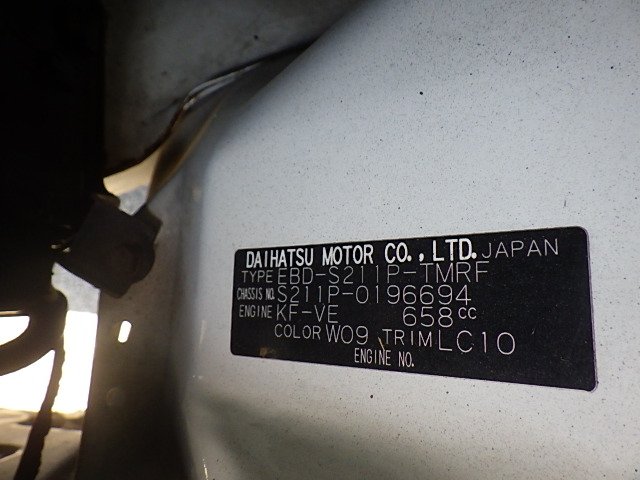 DAIHATSU MOTOR CO., LTD. JAPAN
TYPE EBD-S211P-TMRF
CHASSIS NO. S211P-0196694
ENGINE KF-VE 658cc
COLOR W09 TRIM LC10
ENGINE NO.